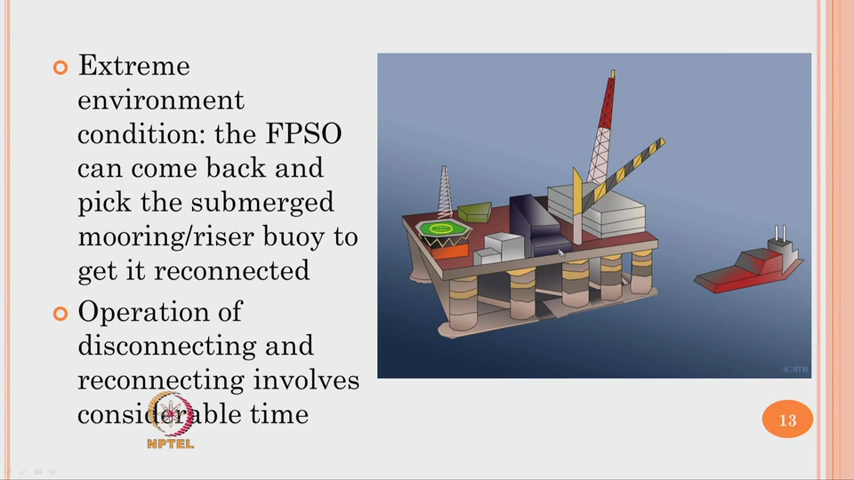 Extreme
environment
condition: the FPSO
can come back and
pick the submerged
mooring/riser buoy to
get it reconnected
Operation of
disconnecting and
reconnecting involves
considerable time
NPTEL
13